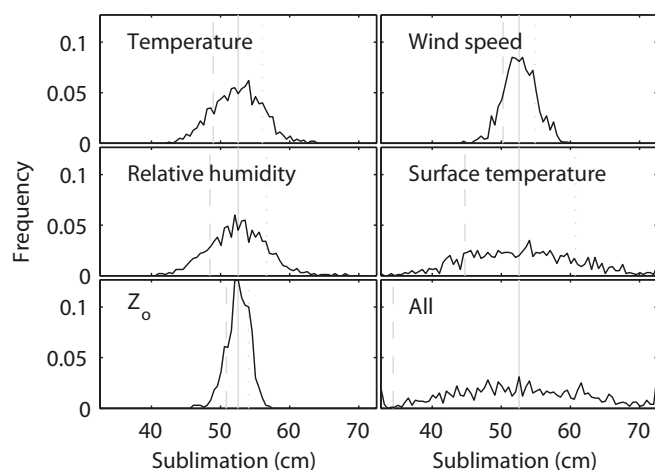 0.1
Temperature
Wind speed
0.05
0
0.1
Relative humidity
Surface temperature
Frequency
0.05
0
0.1
Zo
All
0.05
0
40 50 60 70 40 50 60 70
Sublimation (cm) Sublimation (cm)